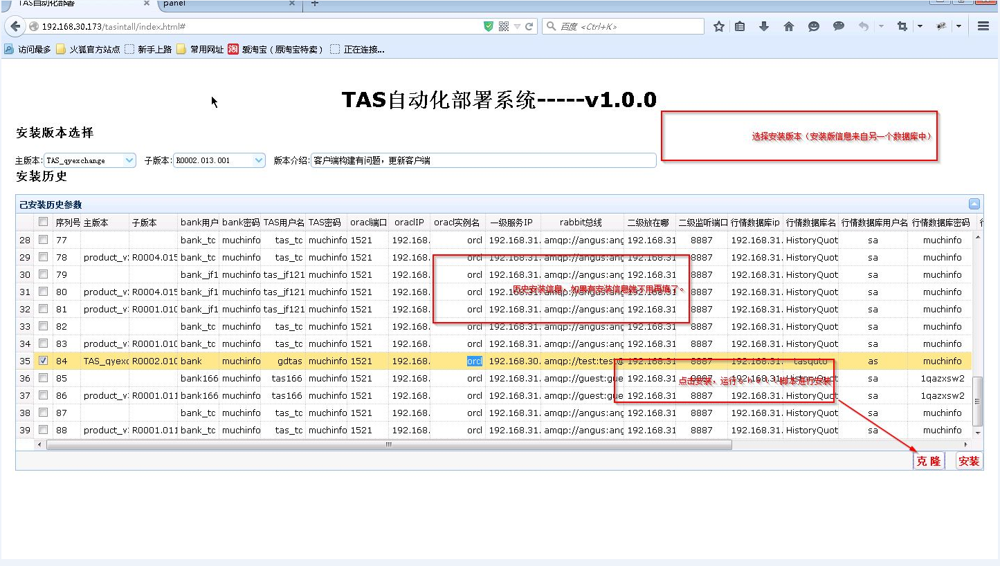 TAS自动化部署
panel
192.168.30.173/tasintall/index.html#
百度 <Ctrl+K>
访问最多 火狐官方站点 新手上路 常用网址 爱淘宝（原淘宝特卖） 正在连接...
TAS自动化部署系统-----v1.0.0
安装版本选择
选择安装版本（安装版信息来自另一个数据库中）
主版本: TAS_qyexchange 子版本: R0002.013.001 版本介绍: 客户端构建有问题，更新客户端
安装历史
已安装历史参数
序列号 主版本 子版本 bank用户 bank密码 TAS用户名 TAS密码 oracl端口 oraclIP oracl实例名 一级服务IP rabbit总线 二级放在哪 二级监听端口 行情数据库ip 行情数据库名 行情数据库用户名 行情数据库密码
28 77 bank_tc muchinfo tas_tc muchinfo 1521 192.168. orcl 192.168.31. amqp://angus:ang 192.168.31 8887 192.168.31. HistoryQuot sa muchinfo
29 78 product_v: R0004.015 bank_tc muchinfo tas_tc muchinfo 1521 192.168. orcl 192.168.31. amqp://angus:ang 192.168.31 8887 192.168.31. HistoryQuot sa muchinfo
30 79 bank_jf1 muchinfo tas_jf121 muchinfo 1521 192.168. orcl 192.168.31. amqp://angus:ang 192.168.31 8887 192.168.31. HistoryQuot sa muchinfo
历史安装信息，如果有安装信息就不用再填了。
31 80 product_v: R0004.015 bank_jf1 muchinfo tas_jf121 muchinfo 1521 192.168. orcl 192.168.31. amqp://angus:ang 192.168.31 8887 192.168.31. HistoryQuot sa muchinfo
32 81 product_v: R0001.010 bank_jf1 muchinfo tas_jf121 muchinfo 1521 192.168. orcl 192.168.31. amqp://angus:ang 192.168.31 8887 192.168.31. HistoryQuot sa muchinfo
33 82 bank_tc muchinfo tas_tc muchinfo 1521 192.168. orcl 192.168.31. amqp://angus:ang 192.168.31 8887 192.168.31. HistoryQuot sa muchinfo
34 83 product_v: R0001.010 bank_tc muchinfo tas_tc muchinfo 1521 192.168. orcl 192.168.31. amqp://angus:ang 192.168.31 8887 192.168.31. HistoryQuot sa muchinfo
35 84 TAS_qyexc R0002.010 bank muchinfo gdtas muchinfo 1521 192.168. orcl 192.168.30. amqp://test:test@ 192.168.31 8887 192.168.31. tasquto as muchinfo
36 85 bank166 muchinfo tas166 muchinfo 1521 192.168. orcl 192.168.31. amqp://guest:gue 192.168.31 8887 192.168.31. HistoryQuot sa 1qazxsw2
点击安装，运行 脚本进行安装
37 86 product_v: R0001.011 bank166 muchinfo tas166 muchinfo 1521 192.168. orcl 192.168.31. amqp://guest:gue 192.168.31 8887 192.168.31. HistoryQuot sa 1qazxsw2
38 87 bank_tc muchinfo tas_tc muchinfo 1521 192.168. orcl 192.168.31. amqp://angus:ang 192.168.31 8887 192.168.31. HistoryQuot sa muchinfo
39 88 product_v: R0001.011 bank_tc muchinfo tas_tc muchinfo 1521 192.168. orcl 192.168.31. amqp://angus:ang 192.168.31 8887 192.168.31. HistoryQuot sa muchinfo
克 隆 安装